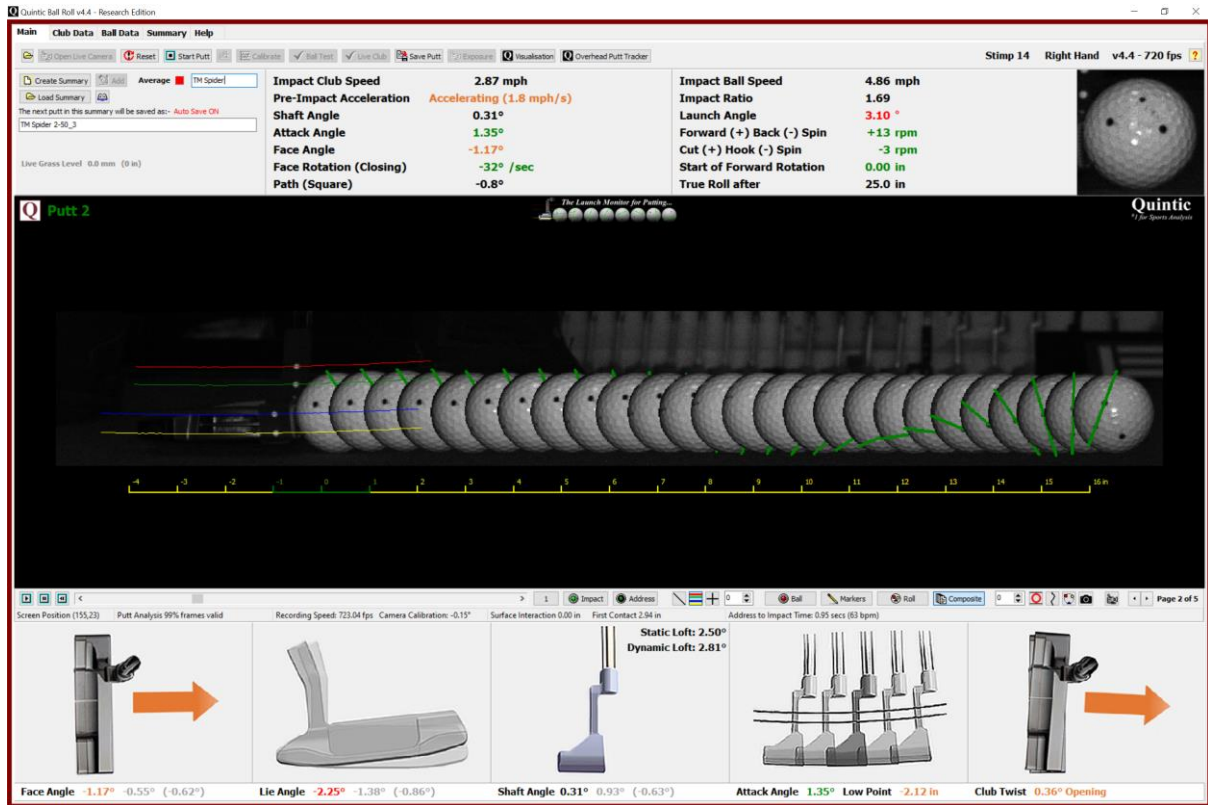 Quintic Ball Roll v4.4 - Research Edition
Main Club Data Ball Data Summary Help
Open Live Camera Reset Start Putt Calibrate Ball Test Live Club Save Putt Exposure Visualisation Overhead Putt Tracker Stimp 14 Right Hand v4.4 - 720 fps ?
Create Summary Add Average TM Spider
Load Summary
The next putt in this summary will be saved as:- Auto Save ON
TM Spider 2-50_3
Live Grass Level 0.0 mm (0 in)
Impact Club Speed 2.87 mph
Pre-Impact Acceleration Accelerating (1.8 mph/s)
Shaft Angle 0.31°
Attack Angle 1.35°
Face Angle -1.17°
Face Rotation (Closing) -32° /sec
Path (Square) -0.8°
Impact Ball Speed 4.86 mph
Impact Ratio 1.69
Launch Angle 3.10 °
Forward (+) Back (-) Spin +13 rpm
Cut (+) Hook (-) Spin -3 rpm
Start of Forward Rotation 0.00 in
True Roll after 25.0 in
Q Putt 2
The Launch Monitor for Putting...
Quintic
#1 for Sports Analysis
-4 -3 -2 -1 0 1 2 3 4 5 6 7 8 9 10 11 12 13 14 15 16 in
< > 1 Impact Address 0 Ball Markers Roll Composite 0 Page 2 of 5
Screen Position (155,23) Putt Analysis 99% frames valid Recording Speed: 723.04 fps Camera Calibration: -0.15° Surface Interaction 0.00 in First Contact 2.94 in Address to Impact Time: 0.95 secs (63 bpm)
Static Loft: 2.50°
Dynamic Loft: 2.81°
Face Angle -1.17° -0.55° (-0.62°) Lie Angle -2.25° -1.38° (-0.86°) Shaft Angle 0.31° 0.93° (-0.63°) Attack Angle 1.35° Low Point -2.12 in Club Twist 0.36° Opening